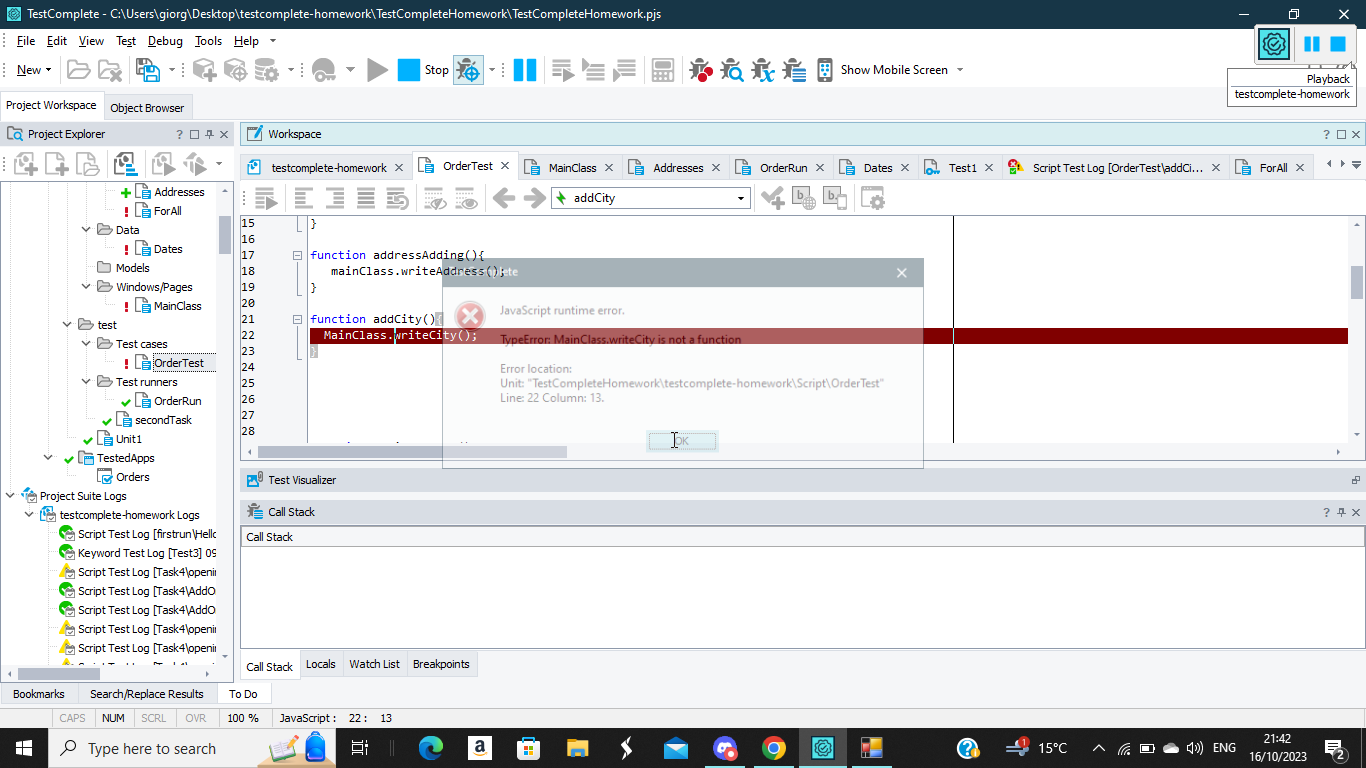 TestComplete - C:\Users\giorg\Desktop\testcomplete-homework\TestCompleteHomework\TestCompleteHomework.pjs
File Edit View Test Debug Tools Help
New Stop Show Mobile Screen
Playback
testcomplete-homework
Project Workspace Object Browser
Project Explorer
Workspace
testcomplete-homework OrderTest MainClass Addresses OrderRun Dates Test1 Script Test Log [OrderTest\addCi... ForAll
addCity
Addresses
ForAll
Data
Dates
Models
Windows/Pages
MainClass
test
Test cases
OrderTest
Test runners
OrderRun
secondTask
Unit1
TestedApps
Orders
Project Suite Logs
testcomplete-homework Logs
Script Test Log [firstrun\Hello
Keyword Test Log [Test3] 09
Script Test Log [Task4\openin
Script Test Log [Task4\AddO
Script Test Log [Task4\AddO
Script Test Log [Task4\openin
Script Test Log [Task4\openin
15 }
16
17 function addressAdding(){
18 mainClass.writeAddress();
19 }
20
21 function addCity(){
22 MainClass.writeCity();
23 }
24
25
26
27
28
JavaScript runtime error.
TypeError: MainClass.writeCity is not a function
Error location:
Unit: "TestCompleteHomework\testcomplete-homework\Script\OrderTest"
Line: 22 Column: 13.
OK
Test Visualizer
Call Stack
Call Stack
Call Stack Locals Watch List Breakpoints
Bookmarks Search/Replace Results To Do
CAPS NUM SCRL OVR 100 % JavaScript : 22 : 13
Type here to search
15°C ENG
21:42
16/10/2023
2